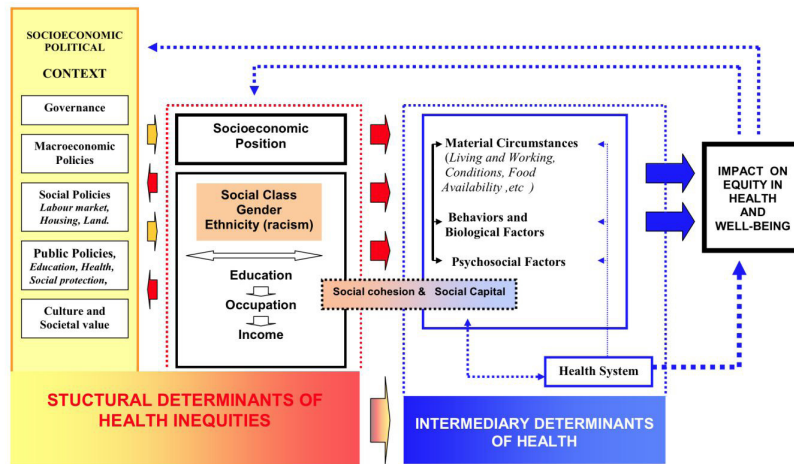 SOCIOECONOMIC
POLITICAL
CONTEXT
Governance
Macroeconomic
Policies
Social Policies
Labour market,
Housing, Land.
Public Policies,
Education, Health,
Social protection,
Culture and
Societal value
Socioeconomic
Position
Social Class
Gender
Ethnicity (racism)
Education
Occupation
Income
Social cohesion & Social Capital
Material Circumstances
(Living and Working,
Conditions, Food
Availability ,etc )
Behaviors and
Biological Factors
Psychosocial Factors
Health System
IMPACT ON
EQUITY IN
HEALTH
AND
WELL-BEING
STUCTURAL DETERMINANTS OF
HEALTH INEQUITIES
INTERMEDIARY DETERMINANTS
OF HEALTH